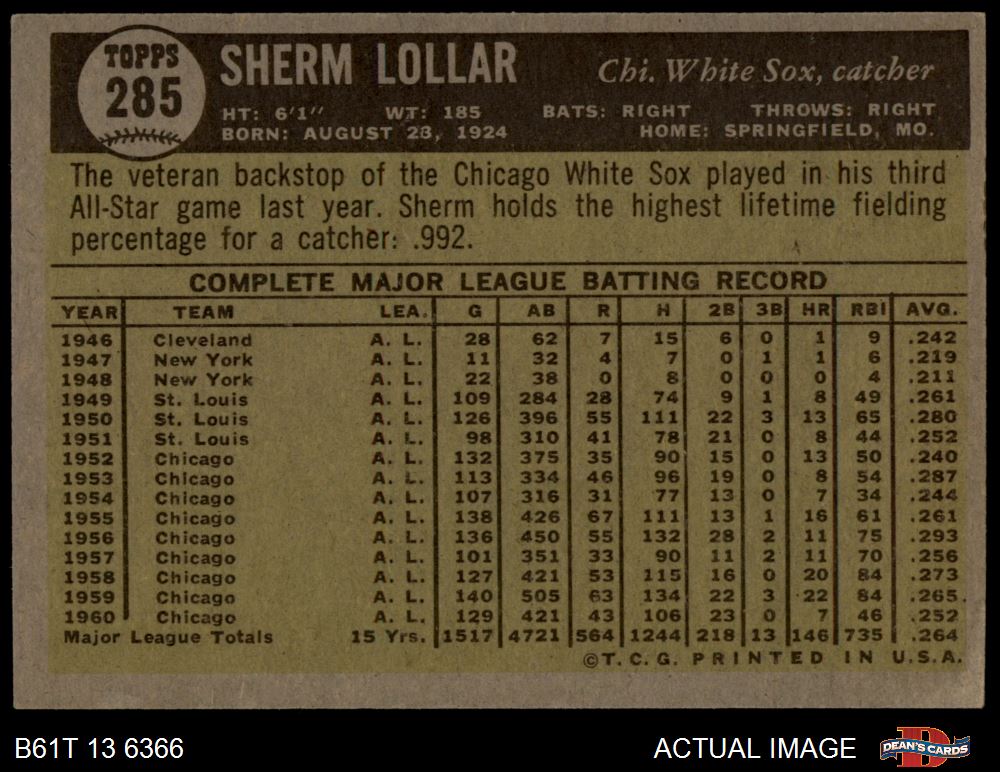 TOPPS
285
SHERM LOLLAR
Chi. White Sox, catcher
HT: 6'1" WT: 185 BATS: RIGHT THROWS: RIGHT
BORN: AUGUST 23, 1924 HOME: SPRINGFIELD, MO.
The veteran backstop of the Chicago White Sox played in his third
All-Star game last year. Sherm holds the highest lifetime fielding
percentage for a catcher: .992.
COMPLETE MAJOR LEAGUE BATTING RECORD
YEAR TEAM LEA. G AB R H 2B 3B HR RBI AVG.
1946 Cleveland A. L. 28 62 7 15 6 0 1 9 .242
1947 New York A. L. 11 32 4 7 0 1 1 6 .219
1948 New York A. L. 22 38 0 8 0 0 0 4 .211
1949 St. Louis A. L. 109 284 28 74 9 1 8 49 .261
1950 St. Louis A. L. 126 396 55 111 22 3 13 65 .280
1951 St. Louis A. L. 98 310 41 78 21 0 8 44 .252
1952 Chicago A. L. 132 375 35 90 15 0 13 50 .240
1953 Chicago A. L. 113 334 46 96 19 0 8 54 .287
1954 Chicago A. L. 107 316 31 77 13 0 7 34 .244
1955 Chicago A. L. 138 426 67 111 13 1 16 61 .261
1956 Chicago A. L. 136 450 55 132 28 2 11 75 .293
1957 Chicago A. L. 101 351 33 90 11 2 11 70 .256
1958 Chicago A. L. 127 421 53 115 16 0 20 84 .273
1959 Chicago A. L. 140 505 63 134 22 3 22 84 .265
1960 Chicago A. L. 129 421 43 106 23 0 7 46 .252
Major League Totals 15 Yrs. 1517 4721 564 1244 218 13 146 735 .264
©T.C.G. PRINTED IN U.S.A.
B61T 13 6366
ACTUAL IMAGE
DEAN'S CARDS